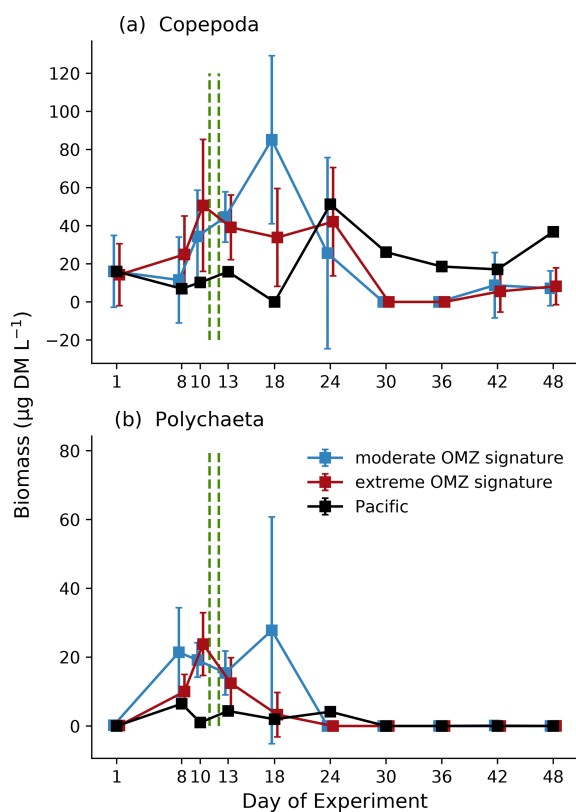 (a) Copepoda
120
100
80
60
40
20
0
−20
1 8 10 13 18 24 30 36 42 48
Biomass (µg DM L⁻¹)
(b) Polychaeta
80
60
40
20
0
moderate OMZ signature
extreme OMZ signature
Pacific
1 8 10 13 18 24 30 36 42 48
Day of Experiment